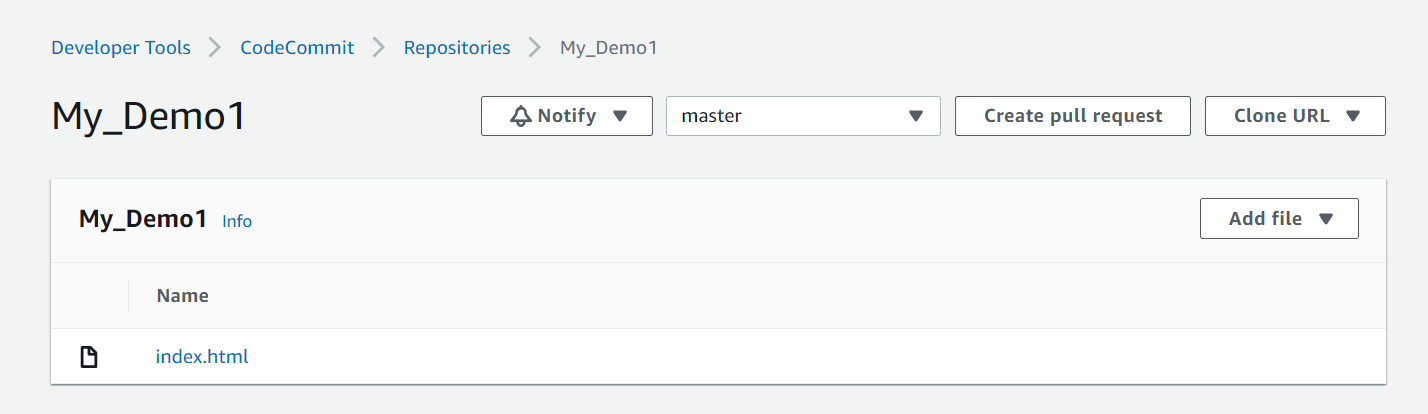 Developer Tools > CodeCommit > Repositories > My_Demo1
My_Demo1 Notify master Create pull request Clone URL
My_Demo1 Info Add file
Name
index.html